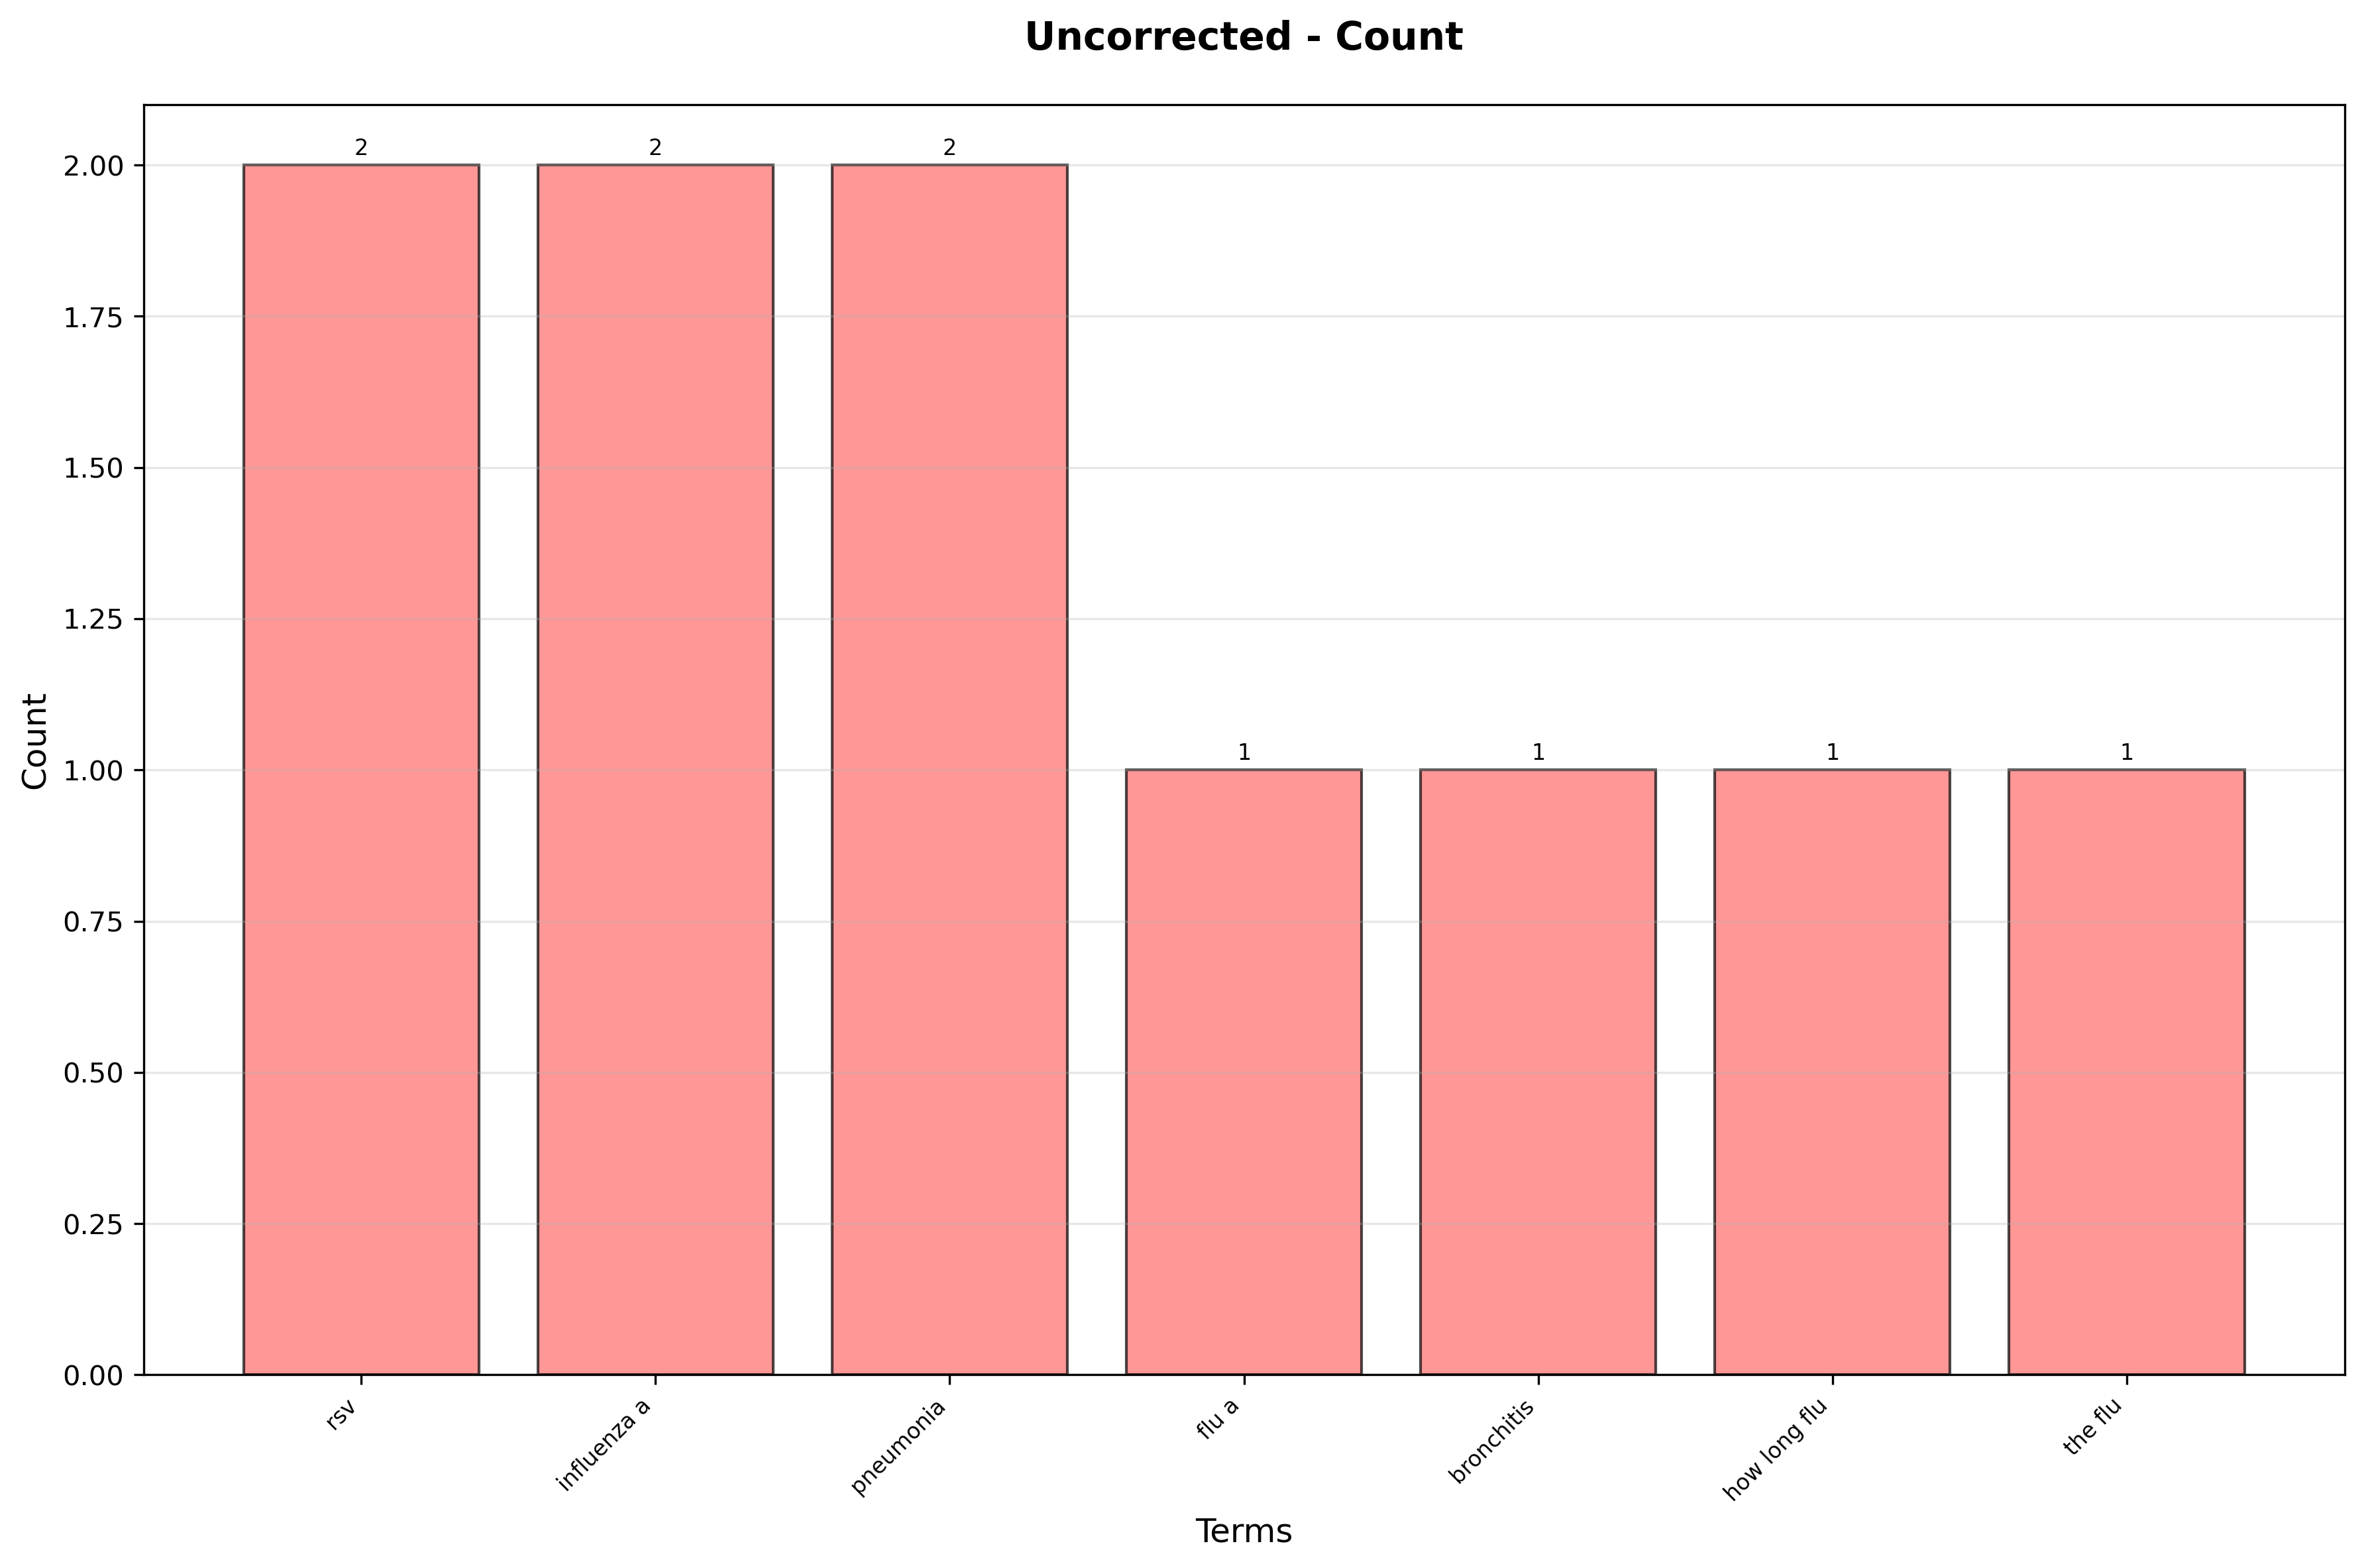 Uncorrected - Count
2 2 2 1 1 1 1
2.00
1.75
1.50
1.25
1.00
0.75
0.50
0.25
0.00
Count
rsv influenza a pneumonia flu a bronchitis how long flu the flu
Terms